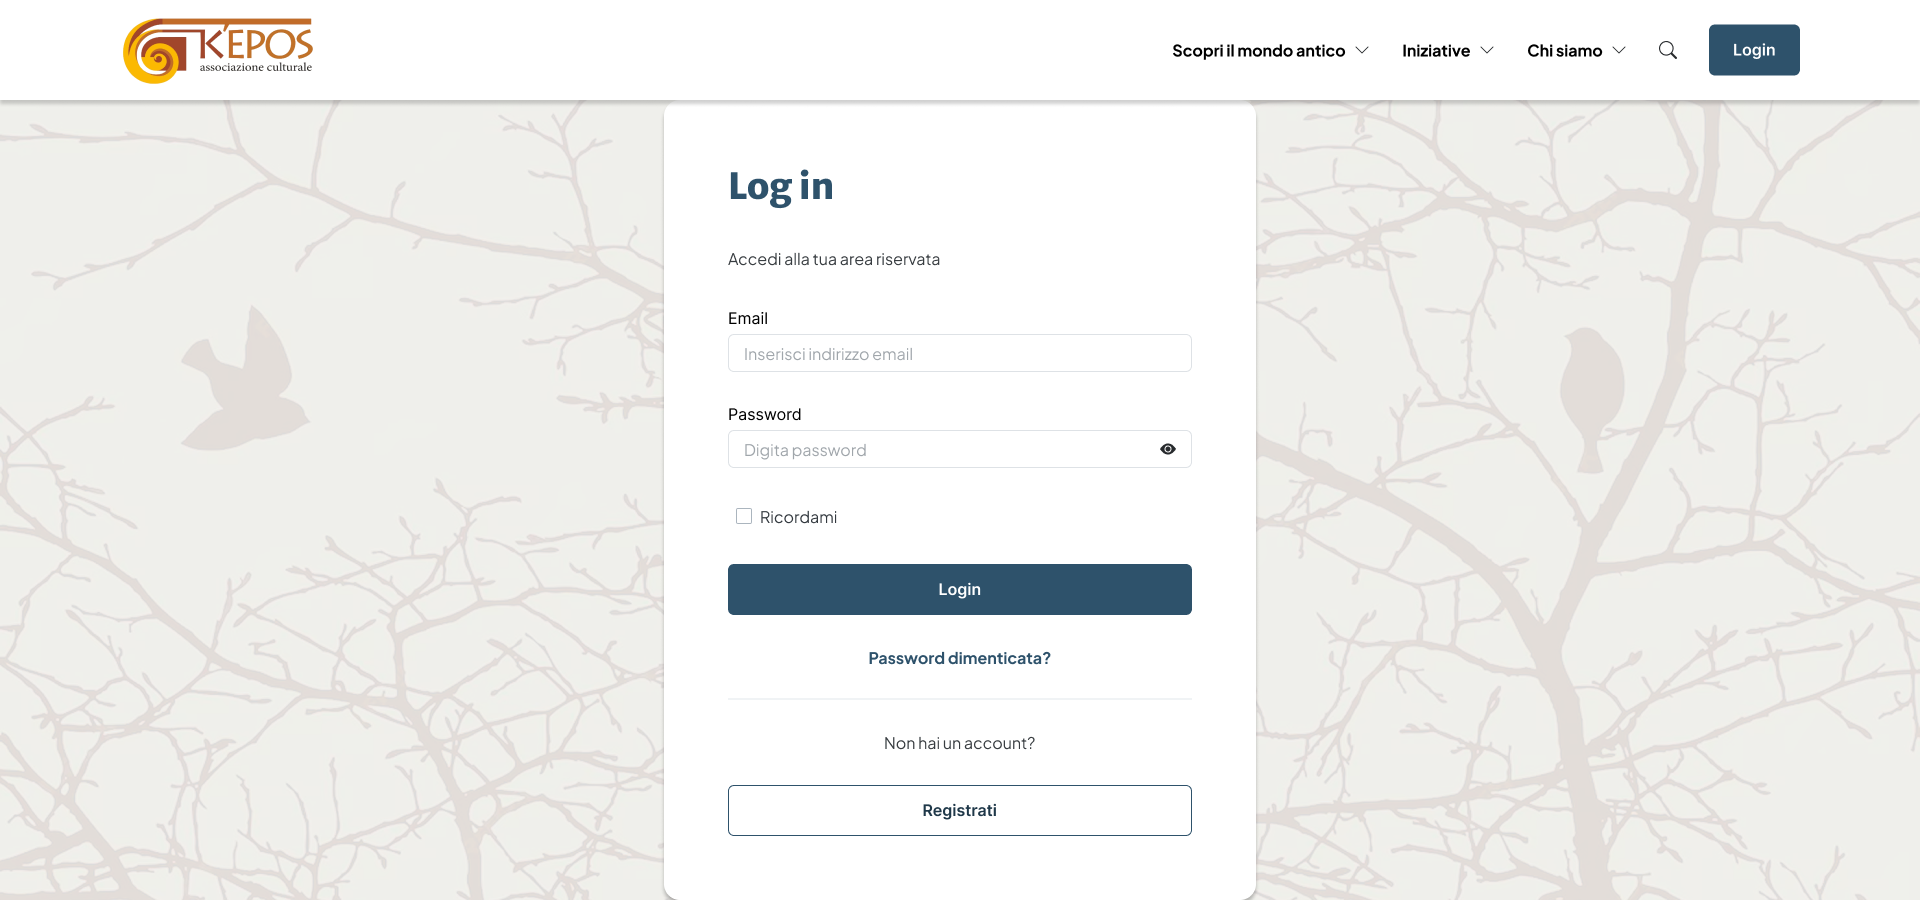 K'EPOS
associazione culturale
Scopri il mondo antico
Iniziative
Chi siamo
Login
Log in
Accedi alla tua area riservata
Email
Inserisci indirizzo email
Password
Digita password
Ricordami
Login
Password dimenticata?
Non hai un account?
Registrati